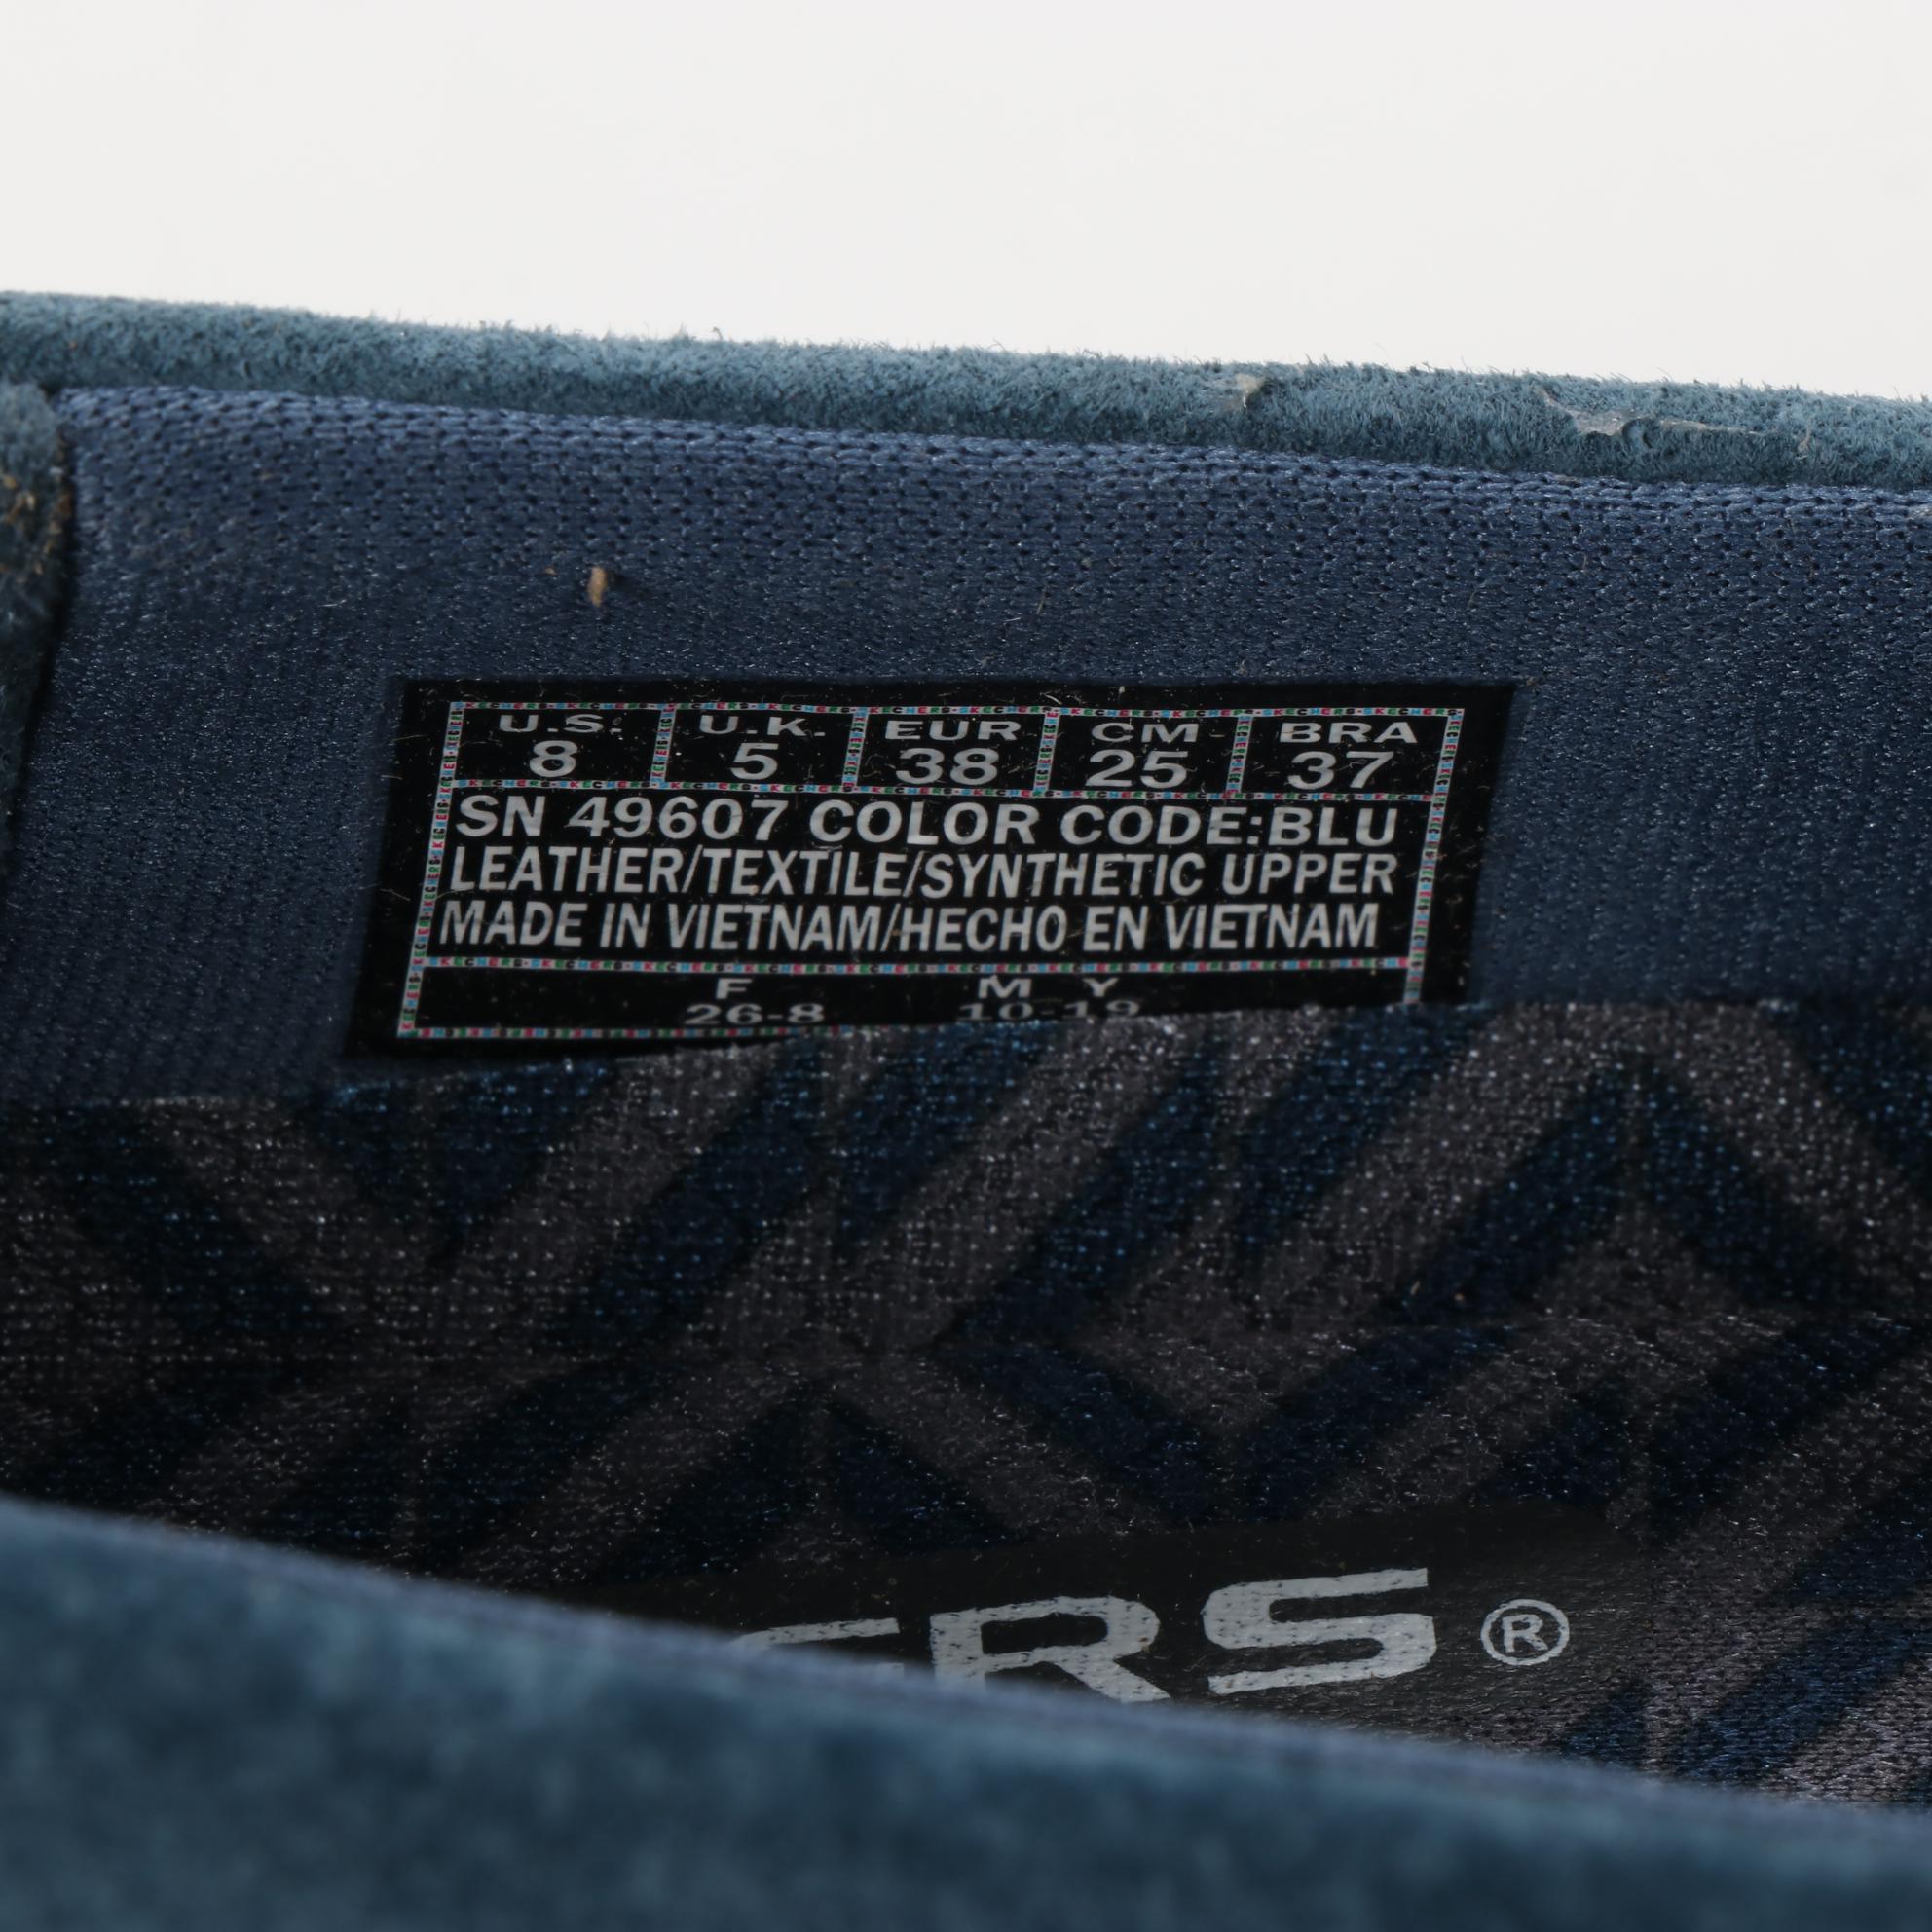 U.S. U.K. EUR CM BRA
8 5 38 25 37
SN 49607 COLOR CODE:BLU
LEATHER/TEXTILE/SYNTHETIC UPPER
MADE IN VIETNAM/HECHO EN VIETNAM
F M Y
26-8 10-19
ERS®